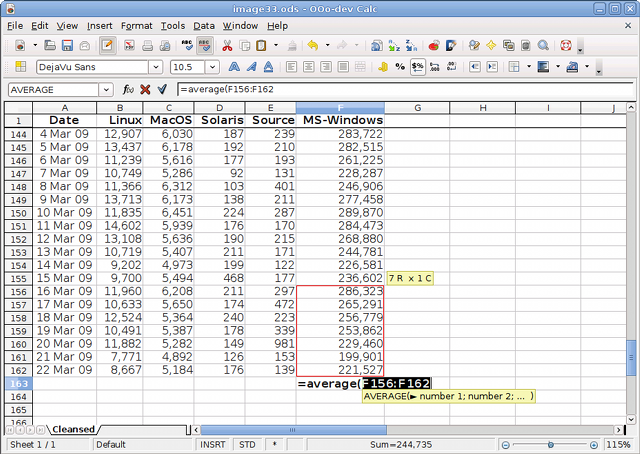 image33.ods - OOo-dev Calc
File Edit View Insert Format Tools Data Window Help
DejaVu Sans 10.5
AVERAGE =average(F156:F162
A B C D E F G H I J
1 Date Linux MacOS Solaris Source MS-Windows
144 4 Mar 09 12,907 6,030 187 239 283,722
145 5 Mar 09 13,437 6,178 192 210 282,515
146 6 Mar 09 11,239 5,616 177 193 261,225
147 7 Mar 09 10,749 5,286 92 131 228,287
148 8 Mar 09 11,366 6,312 103 401 246,906
149 9 Mar 09 13,713 6,173 138 211 277,458
150 10 Mar 09 11,835 6,451 224 287 289,870
151 11 Mar 09 14,602 5,939 176 170 284,473
152 12 Mar 09 13,108 5,636 190 215 268,880
153 13 Mar 09 10,719 5,407 211 171 244,781
154 14 Mar 09 9,202 4,973 199 122 226,581
155 15 Mar 09 9,700 5,494 468 177 236,602 7 R x 1 C
156 16 Mar 09 11,960 6,208 211 297 286,323
157 17 Mar 09 10,633 5,650 174 472 265,291
158 18 Mar 09 12,524 5,364 240 223 256,779
159 19 Mar 09 10,491 5,387 178 339 253,862
160 20 Mar 09 11,882 5,282 149 981 229,460
161 21 Mar 09 7,771 4,892 126 153 199,901
162 22 Mar 09 8,667 5,184 176 139 221,527
163 =average(F156:F162
164 AVERAGE(► number 1; number 2; ... )
165
166
Cleansed
Sheet 1 / 1 Default INSRT STD * Sum=244,735 115%